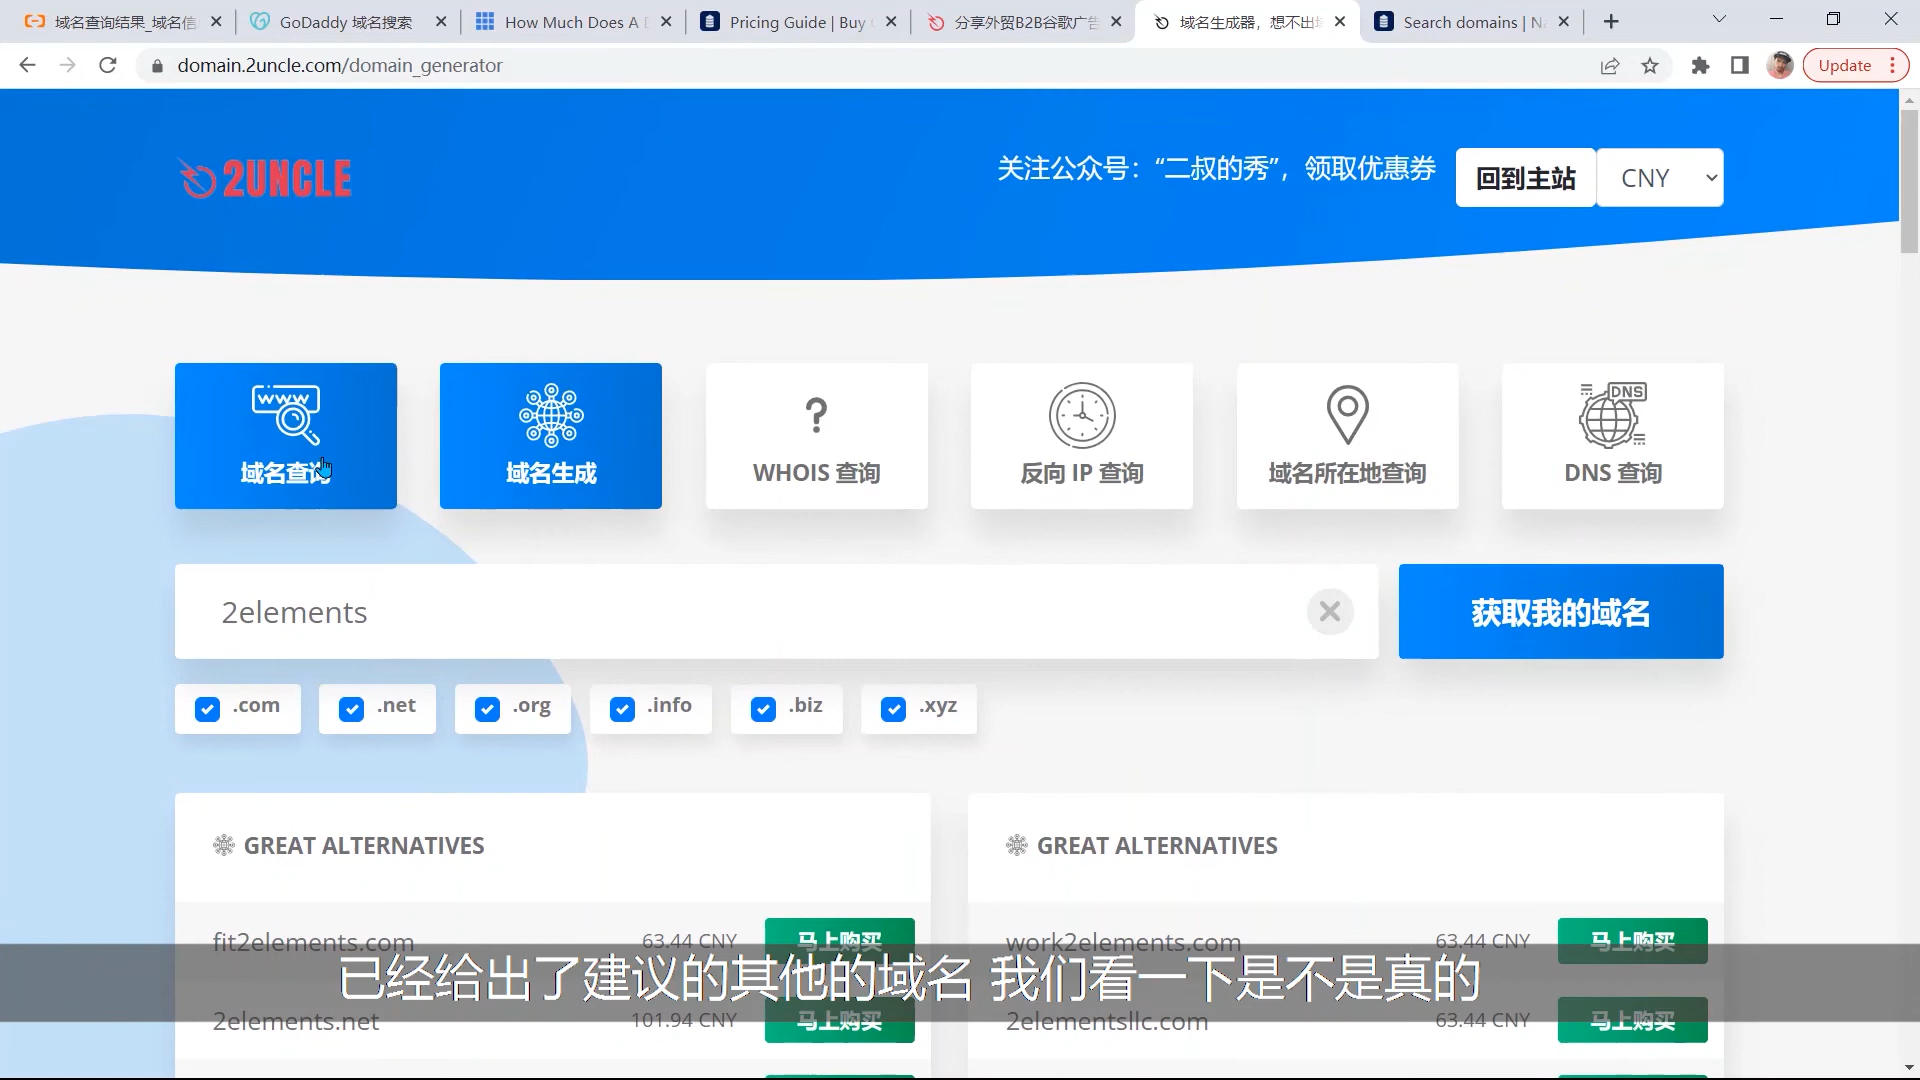 域名查询结果_域名信
GoDaddy 域名搜索
How Much Does A D
Pricing Guide | Buy
分享外贸B2B谷歌广告
域名生成器，想不出
Search domains | Na
domain.2uncle.com/domain_generator
Update
2UNCLE
关注公众号：“二叔的秀”，领取优惠券
回到主站
CNY
www
域名查询
域名生成
?
WHOIS 查询
反向 IP 查询
域名所在地查询
DNS
DNS 查询
2elements
获取我的域名
.com
.net
.org
.info
.biz
.xyz
GREAT ALTERNATIVES
fit2elements.com
63.44 CNY
马上购买
2elements.net
101.94 CNY
马上购买
GREAT ALTERNATIVES
work2elements.com
63.44 CNY
马上购买
2elementsllc.com
63.44 CNY
马上购买
已经给出了建议的其他的域名 我们看一下是不是真的